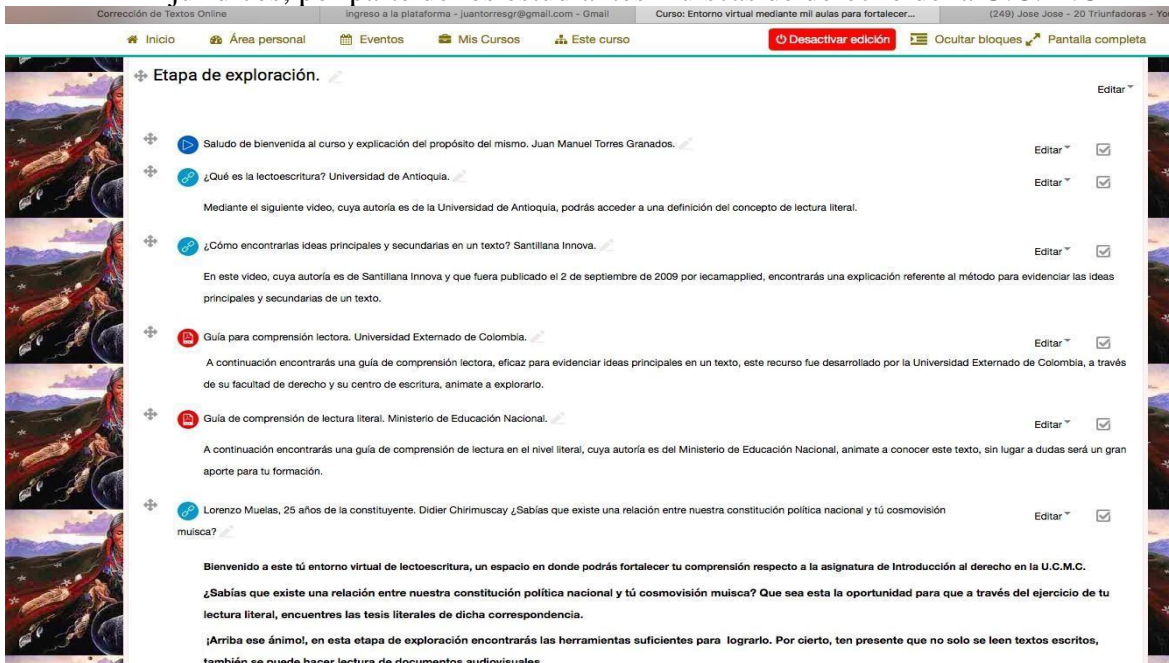 Corrección de Textos Online ingreso a la plataforma - juantorresgr@gmail.com - Gmail Curso: Entorno virtual mediante mil aulas para fortalecer... (249) Jose Jose - 20 Triunfadoras - You
Inicio Área personal Eventos Mis Cursos Este curso Desactivar edición Ocultar bloques Pantalla completa
Etapa de exploración.
Editar
Saludo de bienvenida al curso y explicación del propósito del mismo. Juan Manuel Torres Granados.
Editar
¿Qué es la lectoescritura? Universidad de Antioquia.
Editar
Mediante el siguiente video, cuya autoría es de la Universidad de Antioquia, podrás acceder a una definición del concepto de lectura literal.
¿Cómo encontrarlas ideas principales y secundarias en un texto? Santillana Innova.
Editar
En este video, cuya autoría es de Santillana Innova y que fuera publicado el 2 de septiembre de 2009 por iecamapplied, encontrarás una explicación referente al método para evidenciar las ideas
principales y secundarias de un texto.
Guía para comprensión lectora. Universidad Externado de Colombia.
Editar
A continuación encontrarás una guía de comprensión lectora, eficaz para evidenciar ideas principales en un texto, este recurso fue desarrollado por la Universidad Externado de Colombia, a través
de su facultad de derecho y su centro de escritura, animate a explorarlo.
Guía de comprensión de lectura literal. Ministerio de Educación Nacional.
Editar
A continuación encontrarás una guía de comprensión de lectura en el nivel literal, cuya autoría es del Ministerio de Educación Nacional, animate a conocer este texto, sin lugar a dudas será un gran
aporte para tu formación.
Lorenzo Muelas, 25 años de la constituyente. Didier Chirimuscay ¿Sabías que existe una relación entre nuestra constitución política nacional y tú cosmovisión
Editar
muisca?
Bienvenido a este tú entorno virtual de lectoescritura, un espacio en donde podrás fortalecer tu comprensión respecto a la asignatura de Introducción al derecho en la U.C.M.C.
¿Sabías que existe una relación entre nuestra constitución política nacional y tú cosmovisión muisca? Que sea esta la oportunidad para que a través del ejercicio de tu
lectura literal, encuentres las tesis literales de dicha correspondencia.
¡Arriba ese ánimo!, en esta etapa de exploración encontrarás las herramientas suficientes para lograrlo. Por cierto, ten presente que no solo se leen textos escritos,
también se puede hacer lectura de documentos audiovisuales